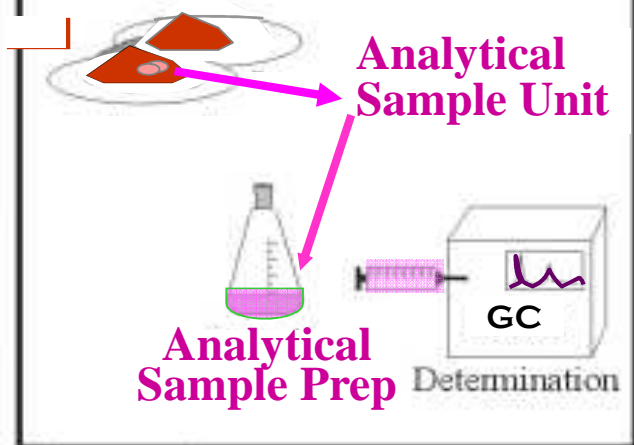 Analytical
Sample Unit
GC
Analytical
Sample Prep
Determination